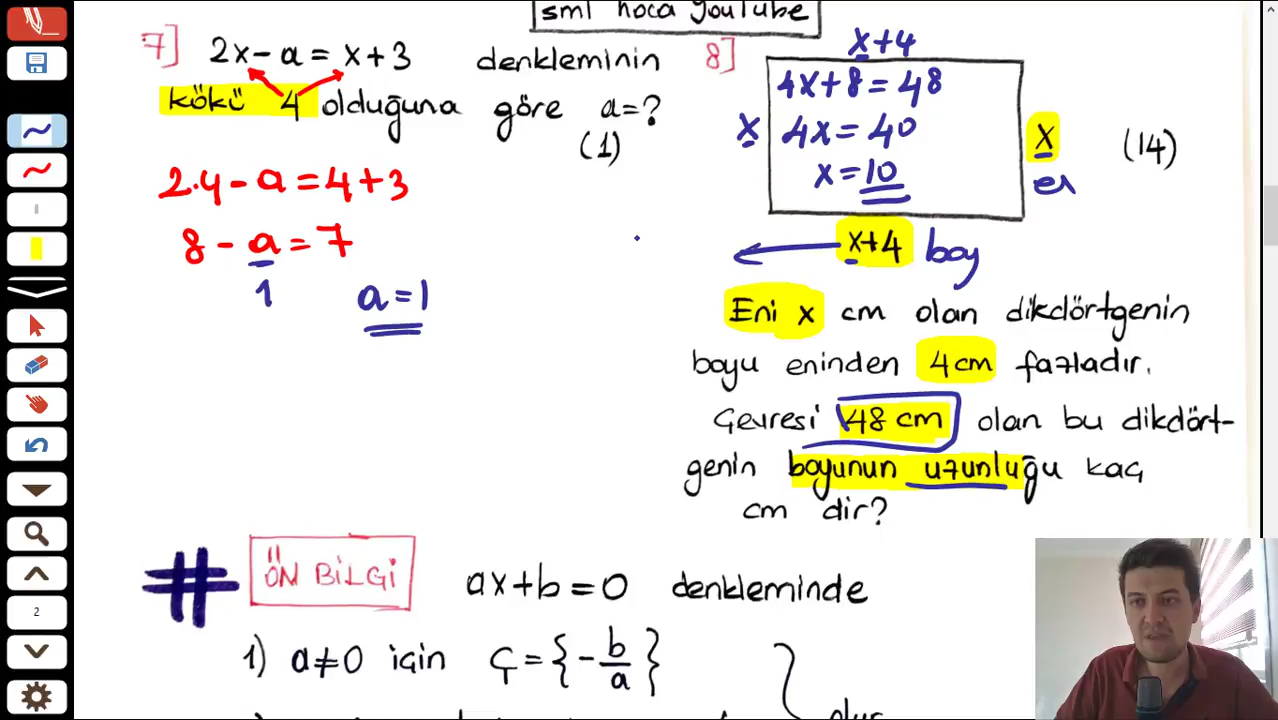 sml hoca YouTube
7] 2x - a = x + 3 denkleminin
kökü 4 olduğuna göre a=?
(1)
2.4 - a = 4 + 3
8 - a = 7
1
a = 1
8]
x+4
4x+8=48
4x=40
x=10
x
x
en
(14)
x+4 boy
Eni x cm olan dikdörtgenin
boyu eninden 4 cm fazladır.
Çevresi 48 cm olan bu dikdört-
genin boyunun uzunluğu kaç
cm dir?
# ÖN BİLGİ ax+b=0 denkleminde
1) a≠0 için Ç={-b/a}
olur
2